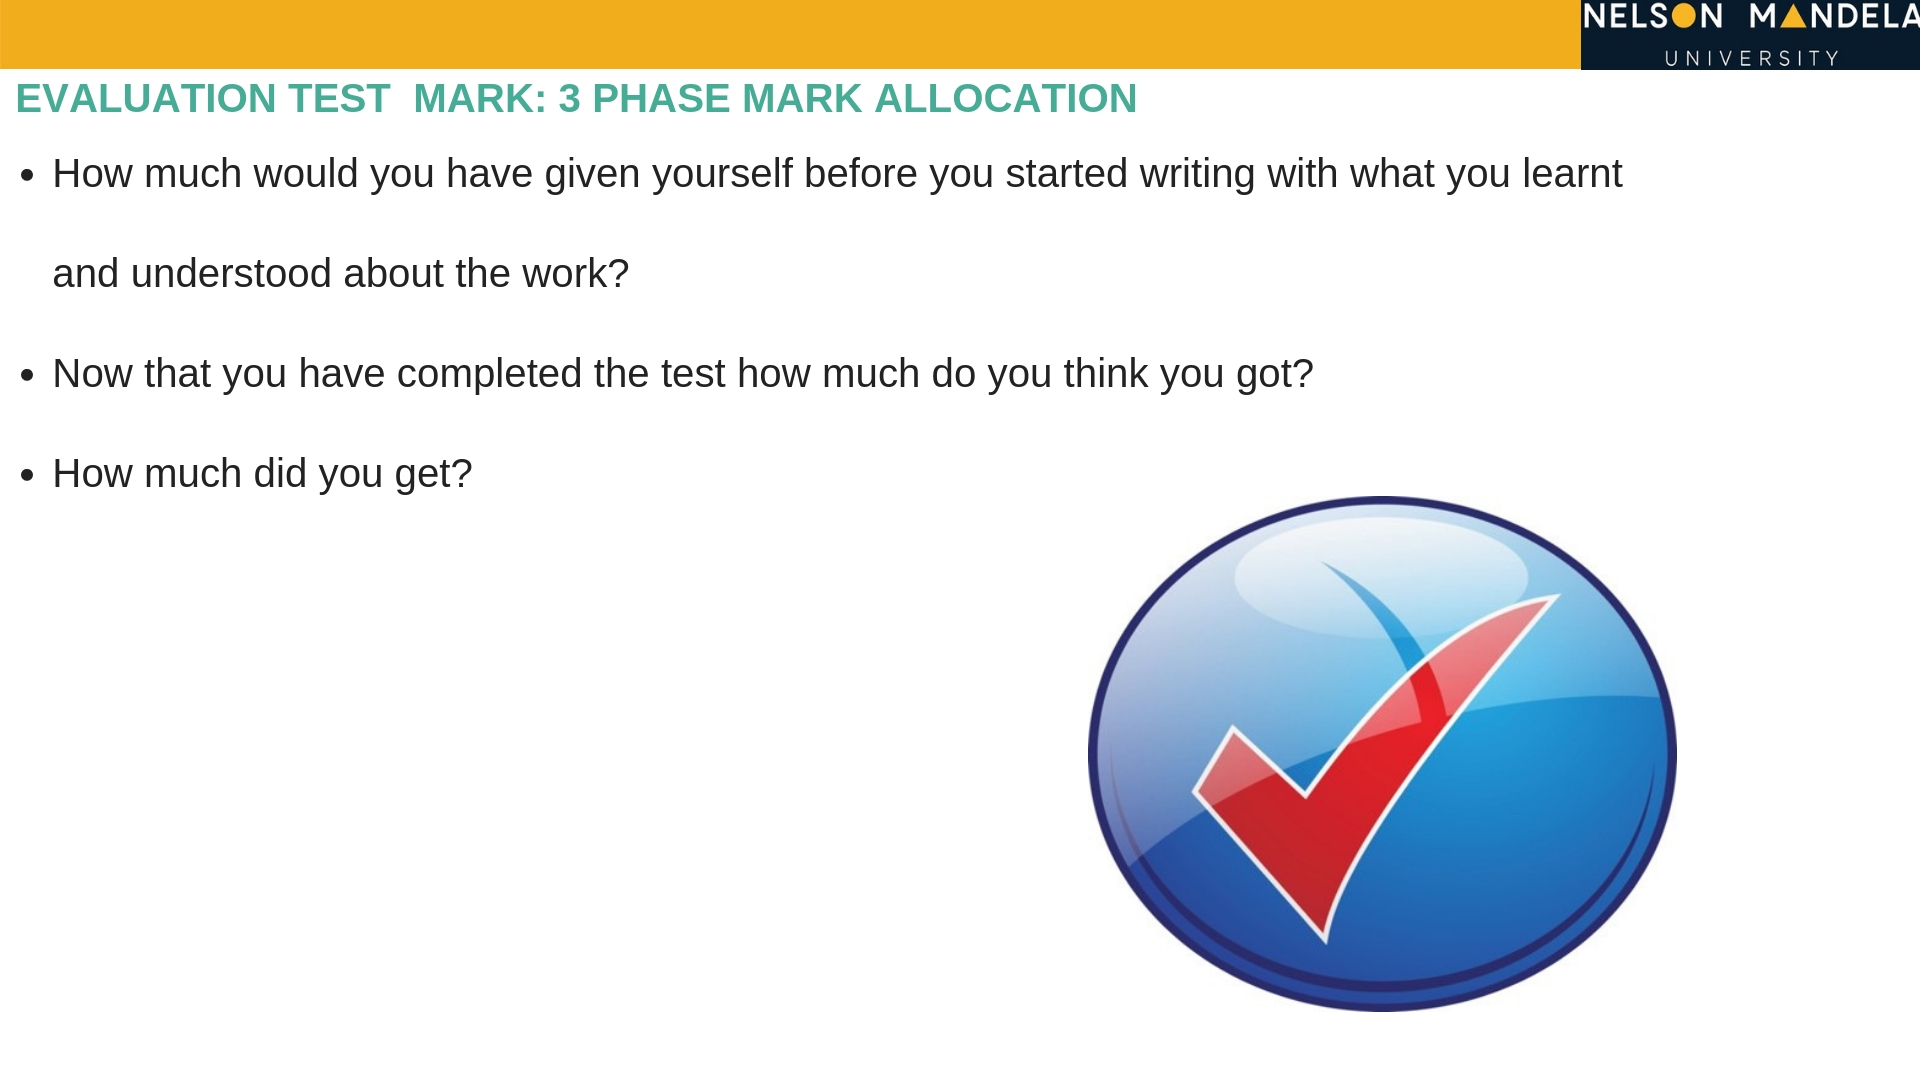 NELSON MANDELA
UNIVERSITY
EVALUATION TEST  MARK: 3 PHASE MARK ALLOCATION
• How much would you have given yourself before you started writing with what you learnt
and understood about the work?
• Now that you have completed the test how much do you think you got?
• How much did you get?